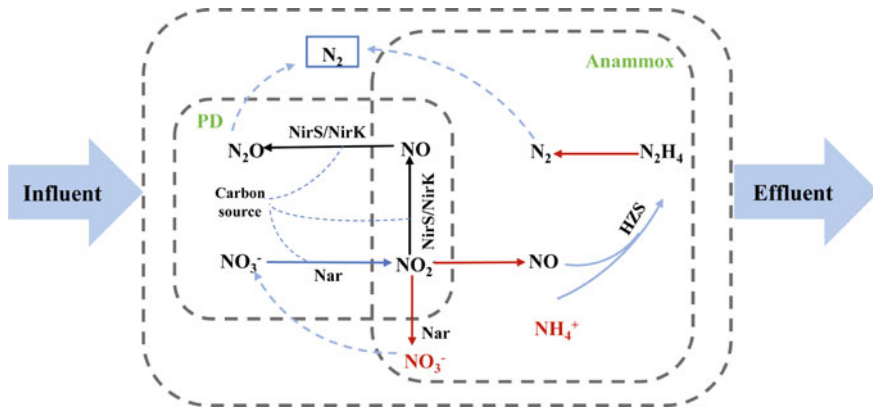 N₂
Anammox
PD
NirS/NirK
N₂O
NO
N₂
N₂H₄
Influent
Carbon
source
NirS/NirK
HZS
Effluent
NO₃⁻
Nar
NO₂
NO
Nar
NH₄⁺
NO₃⁻